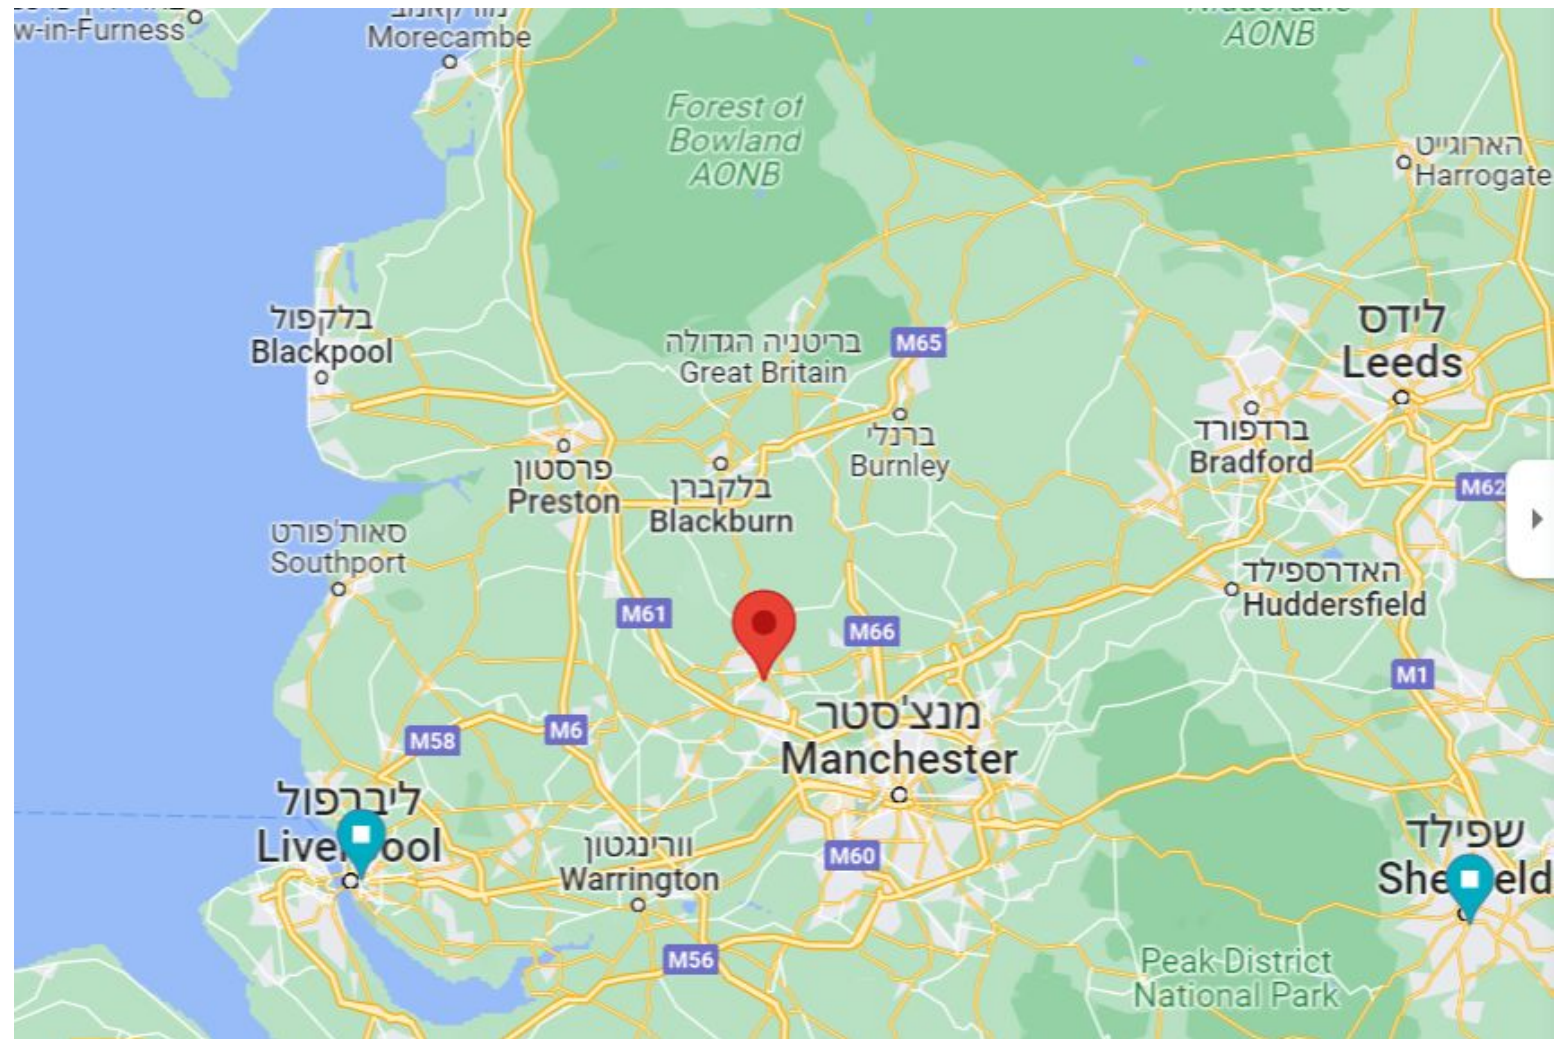 w-in-Furness
Morecambe
AONB
Forest of
Bowland
AONB
הארוגייט
Harrogate
בלקפול
Blackpool
בריטניה הגדולה
Great Britain
M65
לידס
Leeds
ברנלי
Burnley
ברדפורד
Bradford
פרסטון
Preston
בלקברן
Blackburn
M62
סאות'פורט
Southport
האדרספילד
Huddersfield
M61
M66
M1
מנצ'סטר
Manchester
M58
M6
ליברפול
וורינגטון
Warrington
M60
שפילד
M56
Peak District
National Park